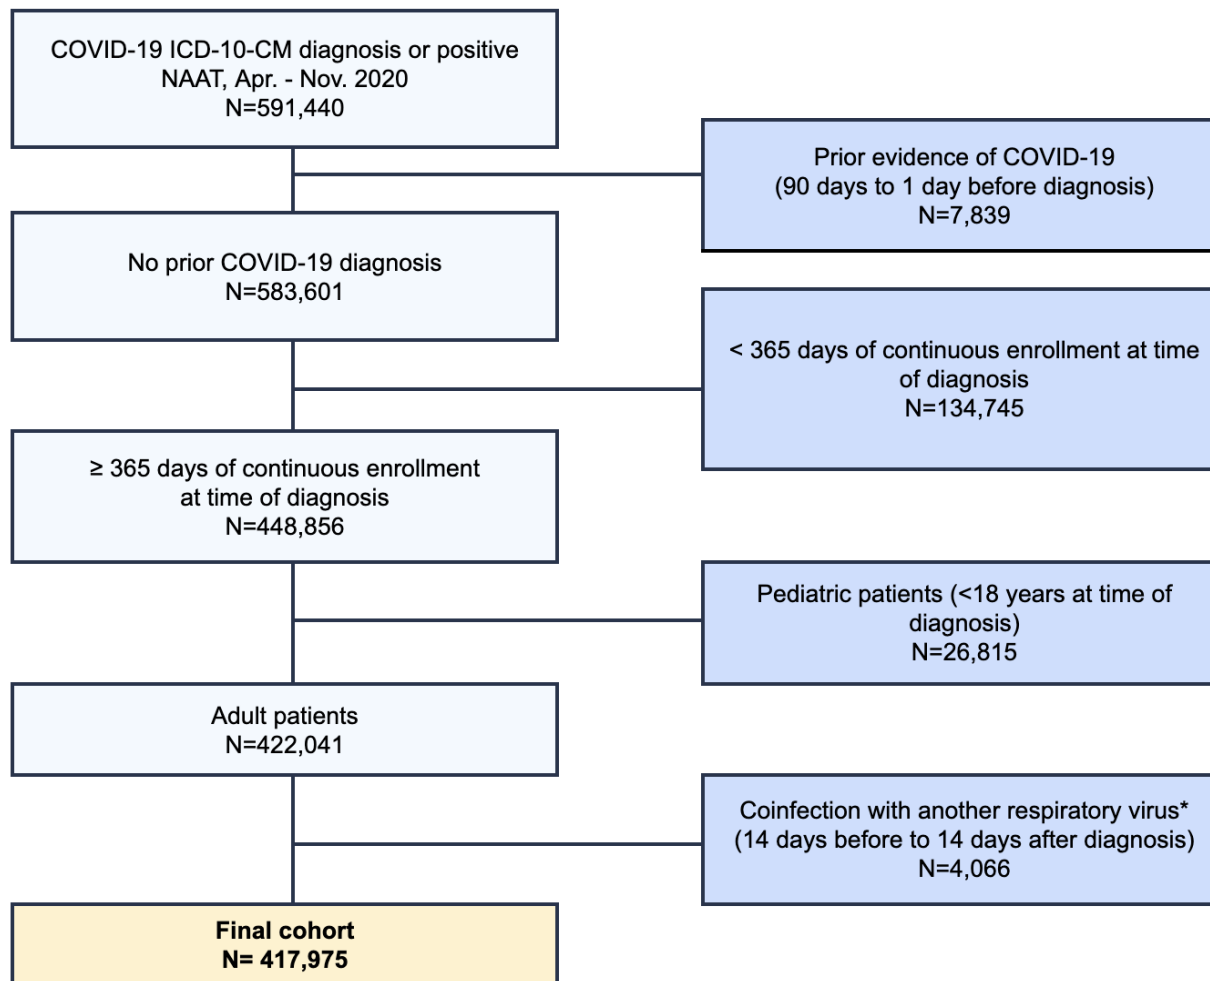 COVID-19 ICD-10-CM diagnosis or positive
NAAT, Apr. - Nov. 2020
N=591,440
Prior evidence of COVID-19
(90 days to 1 day before diagnosis)
N=7,839
No prior COVID-19 diagnosis
N=583,601
< 365 days of continuous enrollment at time
of diagnosis
N=134,745
≥ 365 days of continuous enrollment
at time of diagnosis
N=448,856
Pediatric patients (<18 years at time of
diagnosis)
N=26,815
Adult patients
N=422,041
Coinfection with another respiratory virus*
(14 days before to 14 days after diagnosis)
N=4,066
Final cohort
N= 417,975